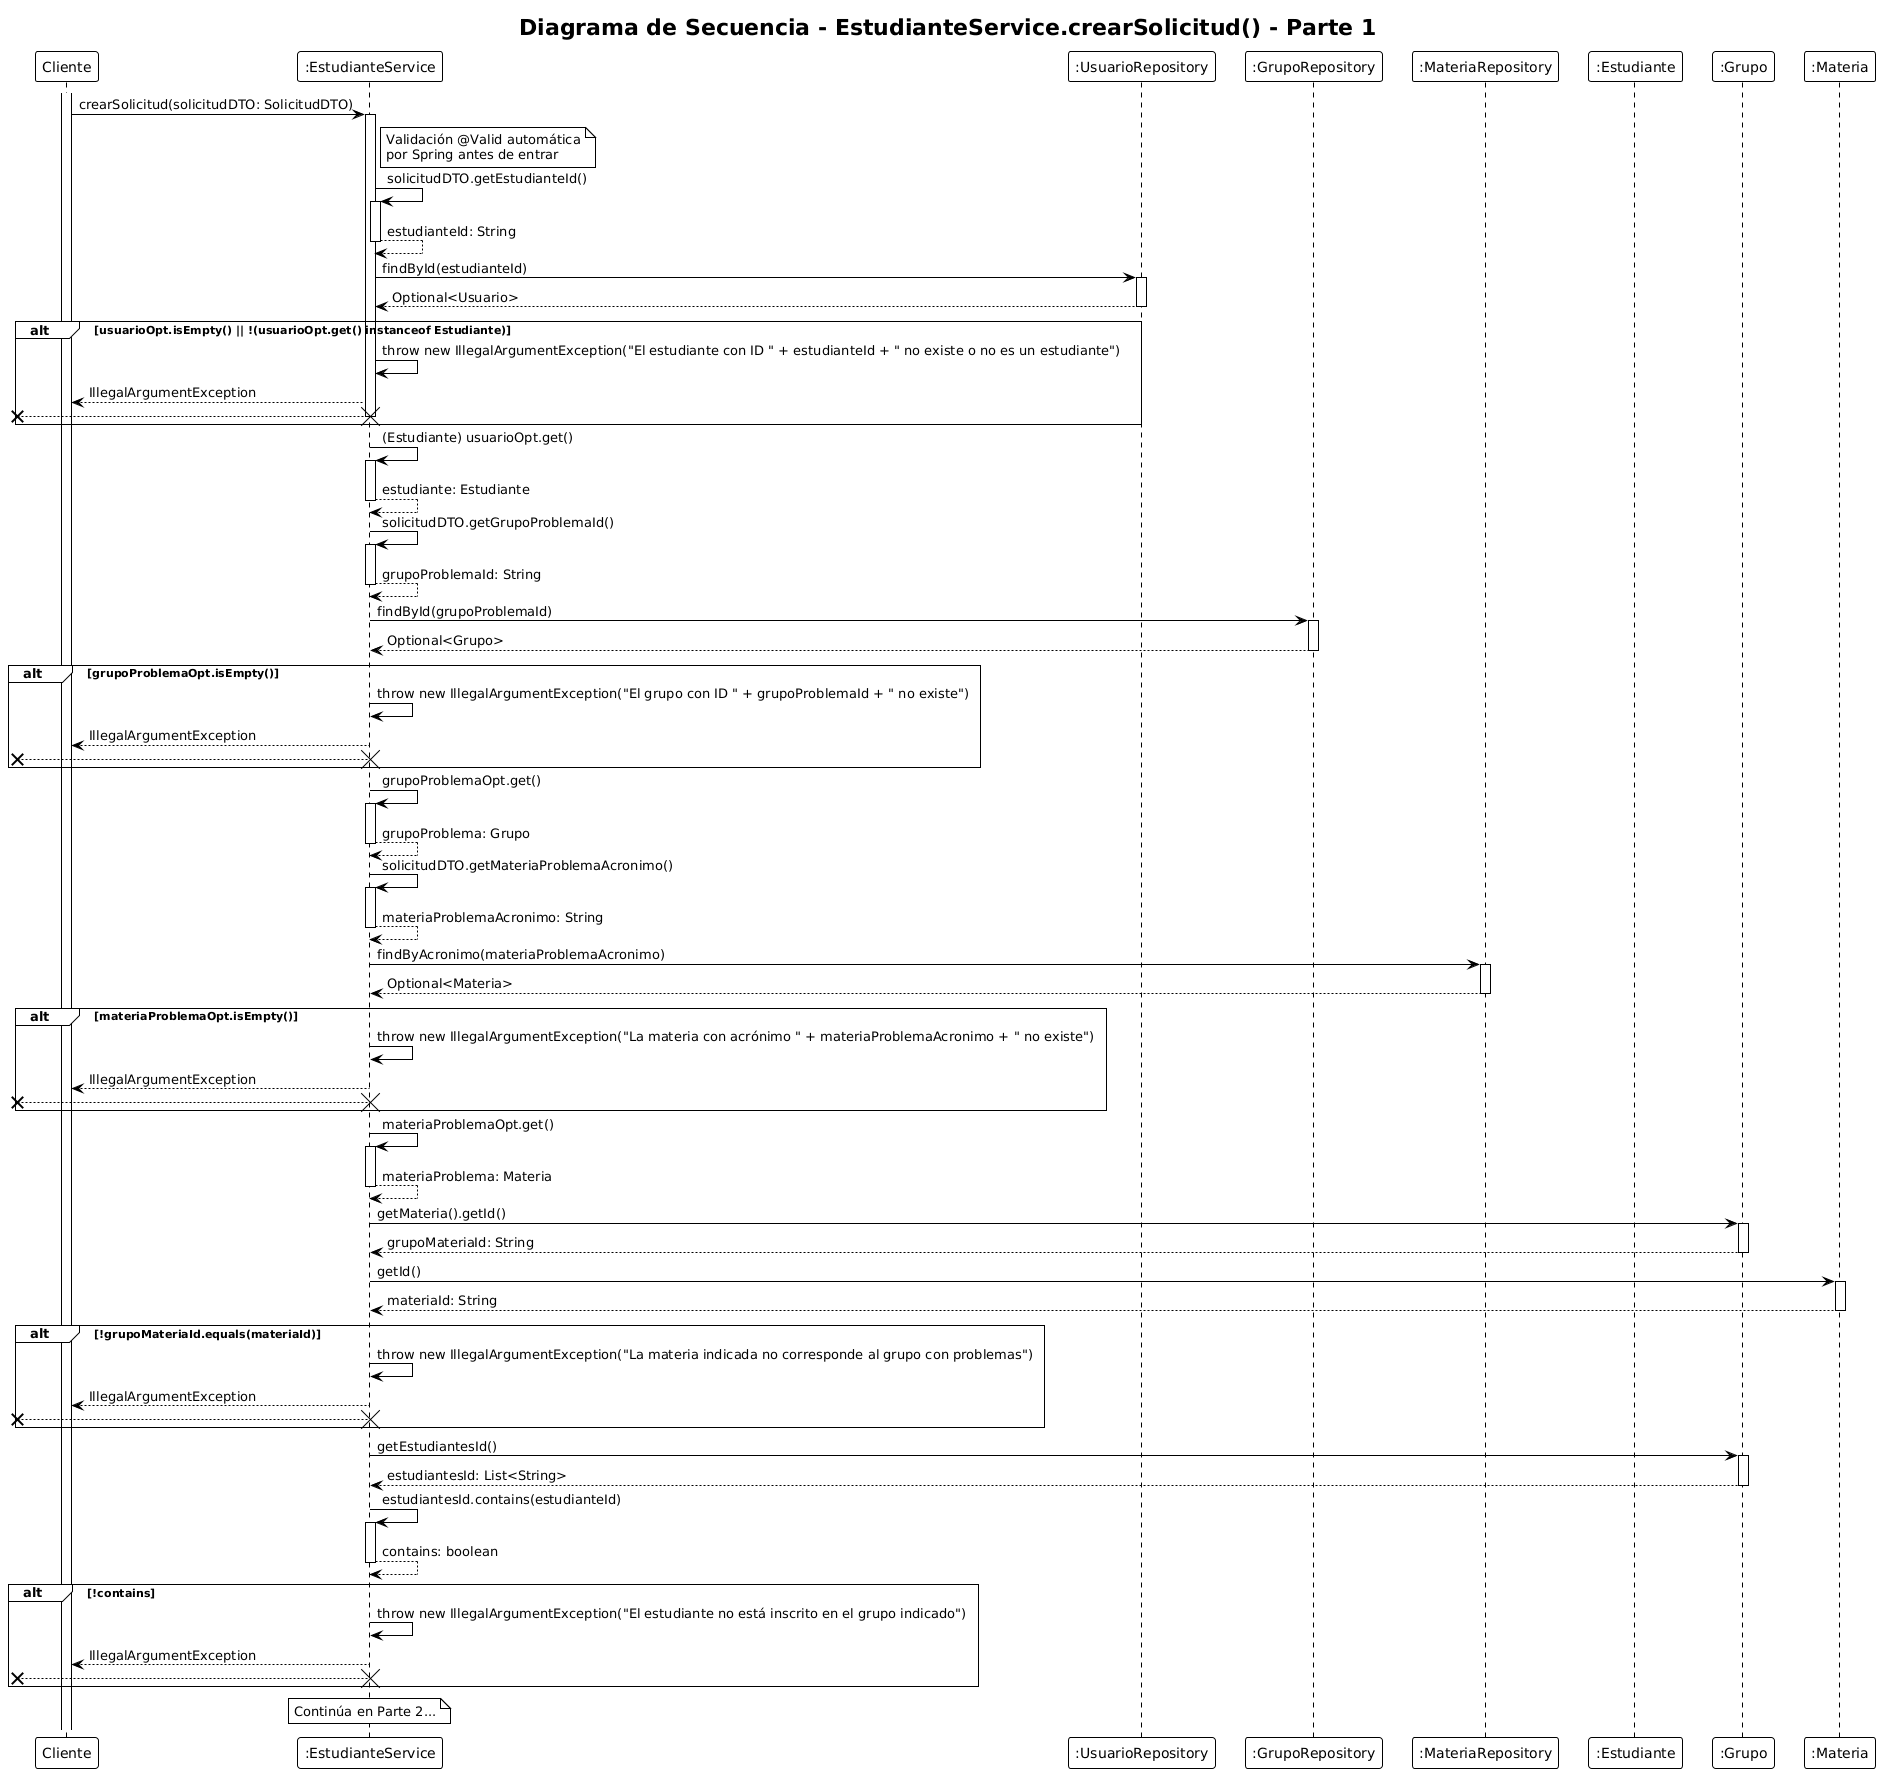 Diagrama de Secuencia - EstudianteService.crearSolicitud() - Parte 1
Cliente
:EstudianteService
:UsuarioRepository
:GrupoRepository
:MateriaRepository
:Estudiante
:Grupo
:Materia
crearSolicitud(solicitudDTO: SolicitudDTO)
Validación @Valid automática
por Spring antes de entrar
solicitudDTO.getEstudianteId()
estudianteId: String
findById(estudianteId)
Optional<Usuario>
alt
[usuarioOpt.isEmpty() || !(usuarioOpt.get() instanceof Estudiante)]
throw new IllegalArgumentException("El estudiante con ID " + estudianteId + " no existe o no es un estudiante")
IllegalArgumentException
(Estudiante) usuarioOpt.get()
estudiante: Estudiante
solicitudDTO.getGrupoProblemaId()
grupoProblemaId: String
findById(grupoProblemaId)
Optional<Grupo>
alt
[grupoProblemaOpt.isEmpty()]
throw new IllegalArgumentException("El grupo con ID " + grupoProblemaId + " no existe")
IllegalArgumentException
grupoProblemaOpt.get()
grupoProblema: Grupo
solicitudDTO.getMateriaProblemaAcronimo()
materiaProblemaAcronimo: String
findByAcronimo(materiaProblemaAcronimo)
Optional<Materia>
alt
[materiaProblemaOpt.isEmpty()]
throw new IllegalArgumentException("La materia con acrónimo " + materiaProblemaAcronimo + " no existe")
IllegalArgumentException
materiaProblemaOpt.get()
materiaProblema: Materia
getMateria().getId()
grupoMateriaId: String
getId()
materiaId: String
alt
[!grupoMateriaId.equals(materiaId)]
throw new IllegalArgumentException("La materia indicada no corresponde al grupo con problemas")
IllegalArgumentException
getEstudiantesId()
estudiantesId: List<String>
estudiantesId.contains(estudianteId)
contains: boolean
alt
[!contains]
throw new IllegalArgumentException("El estudiante no está inscrito en el grupo indicado")
IllegalArgumentException
Continúa en Parte 2...
Cliente
:EstudianteService
:UsuarioRepository
:GrupoRepository
:MateriaRepository
:Estudiante
:Grupo
:Materia